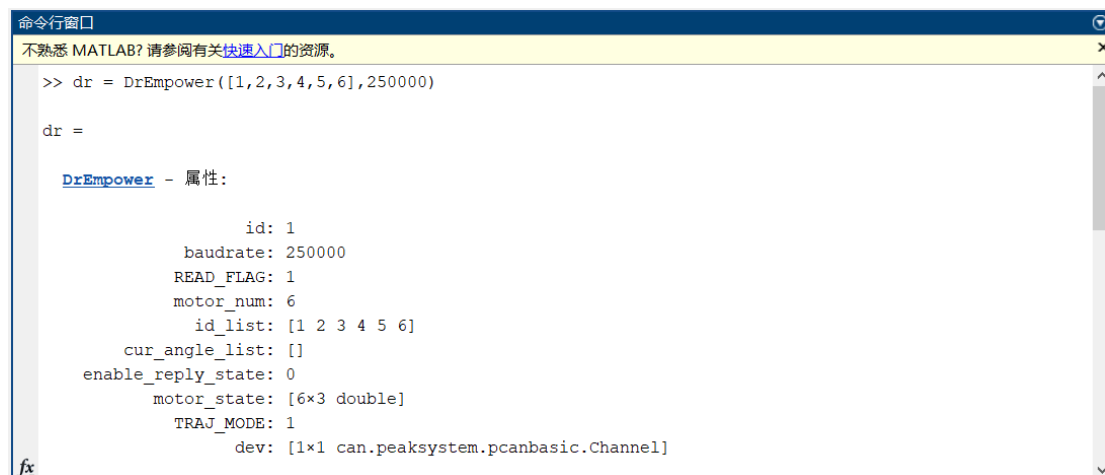 命令行窗口
不熟悉 MATLAB? 请参阅有关快速入门的资源。
>> dr = DrEmpower([1,2,3,4,5,6],250000)
dr =
DrEmpower - 属性:
id: 1
baudrate: 250000
READ_FLAG: 1
motor_num: 6
id_list: [1 2 3 4 5 6]
cur_angle_list: []
enable_reply_state: 0
motor_state: [6×3 double]
TRAJ_MODE: 1
dev: [1×1 can.peaksystem.pcanbasic.Channel]
fx